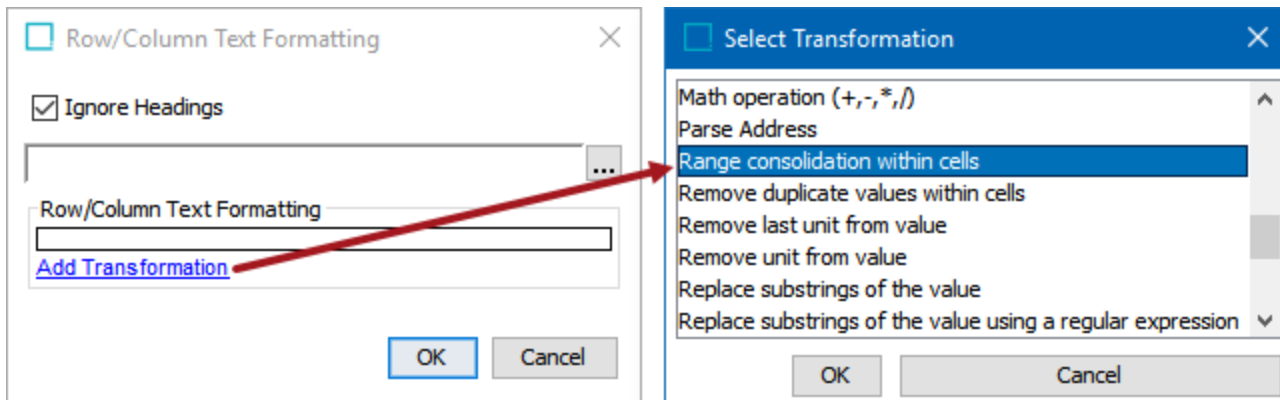 Row/Column Text Formatting
Ignore Headings
...
Row/Column Text Formatting
Add Transformation
OK
Cancel
Select Transformation
Math operation (+,-,*,/)
Parse Address
Range consolidation within cells
Remove duplicate values within cells
Remove last unit from value
Remove unit from value
Replace substrings of the value
Replace substrings of the value using a regular expression
OK
Cancel